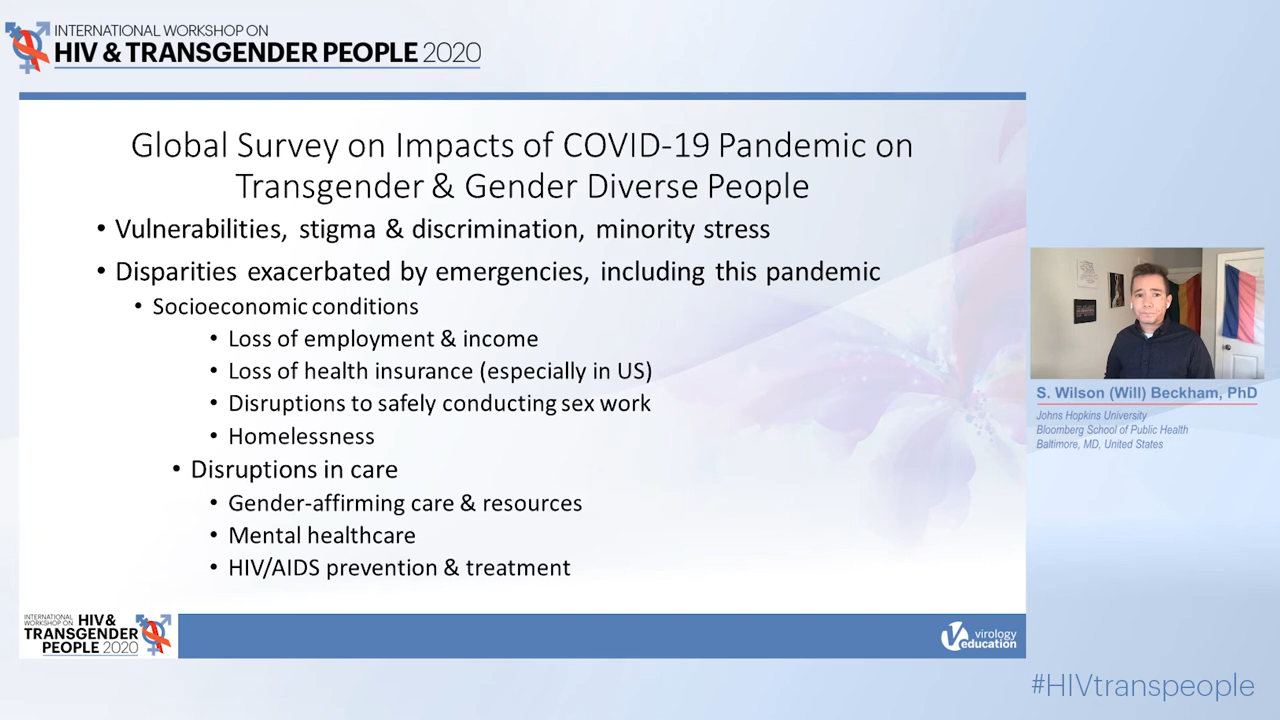 INTERNATIONAL WORKSHOP ON
HIV & TRANSGENDER PEOPLE 2020
Global Survey on Impacts of COVID-19 Pandemic on
Transgender & Gender Diverse People
• Vulnerabilities, stigma & discrimination, minority stress
• Disparities exacerbated by emergencies, including this pandemic
• Socioeconomic conditions
• Loss of employment & income
• Loss of health insurance (especially in US)
• Disruptions to safely conducting sex work
• Homelessness
• Disruptions in care
• Gender-affirming care & resources
• Mental healthcare
• HIV/AIDS prevention & treatment
S. Wilson (Will) Beckham, PhD
Johns Hopkins University
Bloomberg School of Public Health
Baltimore, MD, United States
INTERNATIONAL
WORKSHOP ON HIV &
TRANSGENDER
PEOPLE 2020
virology
education
#HIVtranspeople